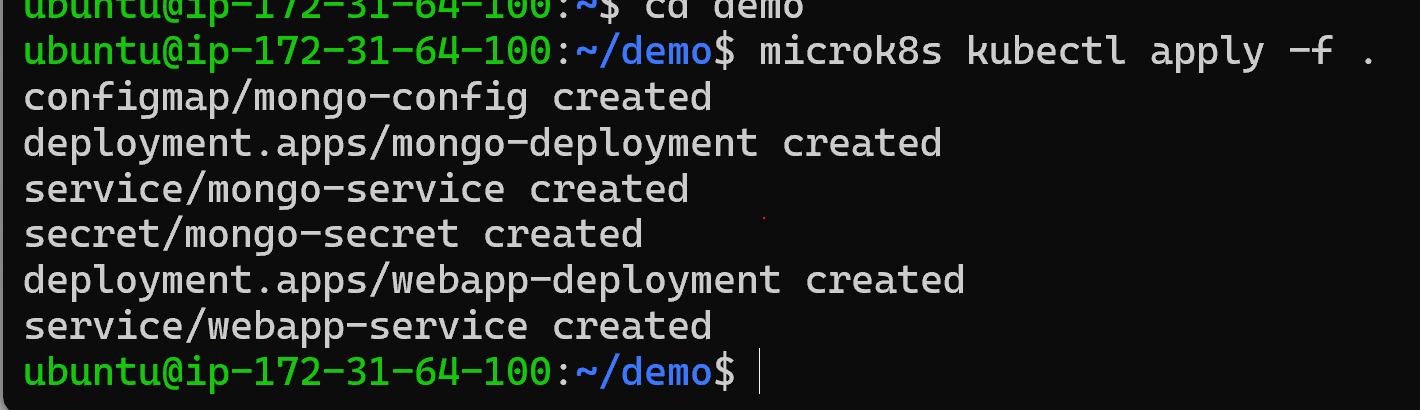 ubuntu@ip-172-31-64-100:~$ cd demo
ubuntu@ip-172-31-64-100:~/demo$ microk8s kubectl apply -f .
configmap/mongo-config created
deployment.apps/mongo-deployment created
service/mongo-service created
secret/mongo-secret created
deployment.apps/webapp-deployment created
service/webapp-service created
ubuntu@ip-172-31-64-100:~/demo$